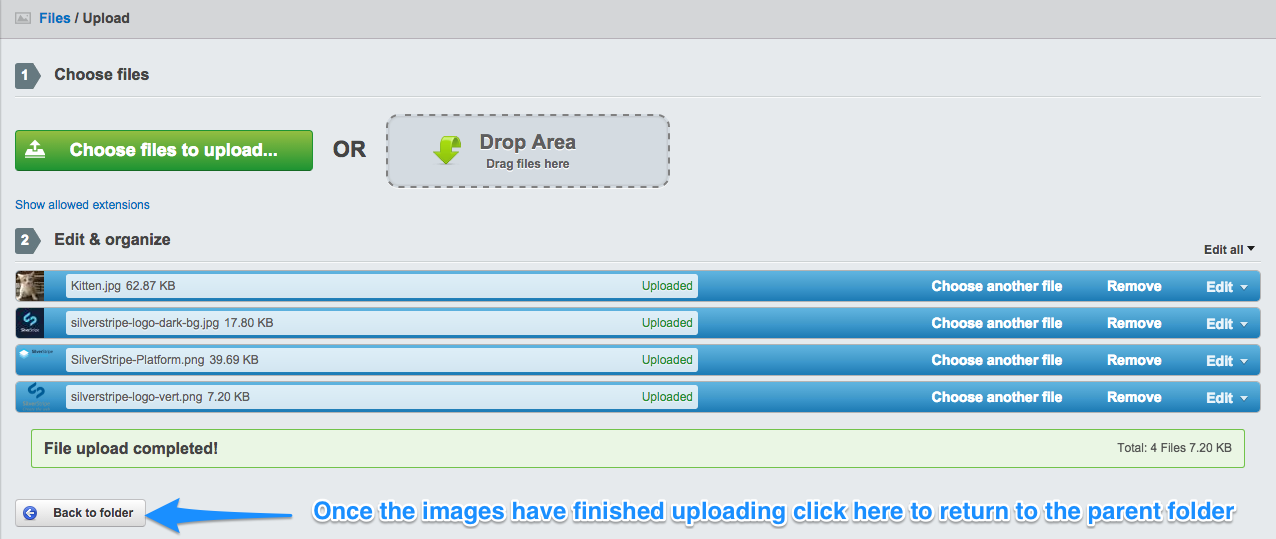 Files / Upload
1 Choose files
Choose files to upload... OR Drop Area
Drag files here
Show allowed extensions
2 Edit & organize
Edit all
Kitten.jpg 62.87 KB Uploaded Choose another file Remove Edit
silverstripe-logo-dark-bg.jpg 17.80 KB Uploaded Choose another file Remove Edit
SilverStripe-Platform.png 39.69 KB Uploaded Choose another file Remove Edit
silverstripe-logo-vert.png 7.20 KB Uploaded Choose another file Remove Edit
File upload completed! Total: 4 Files 7.20 KB
Back to folder Once the images have finished uploading click here to return to the parent folder